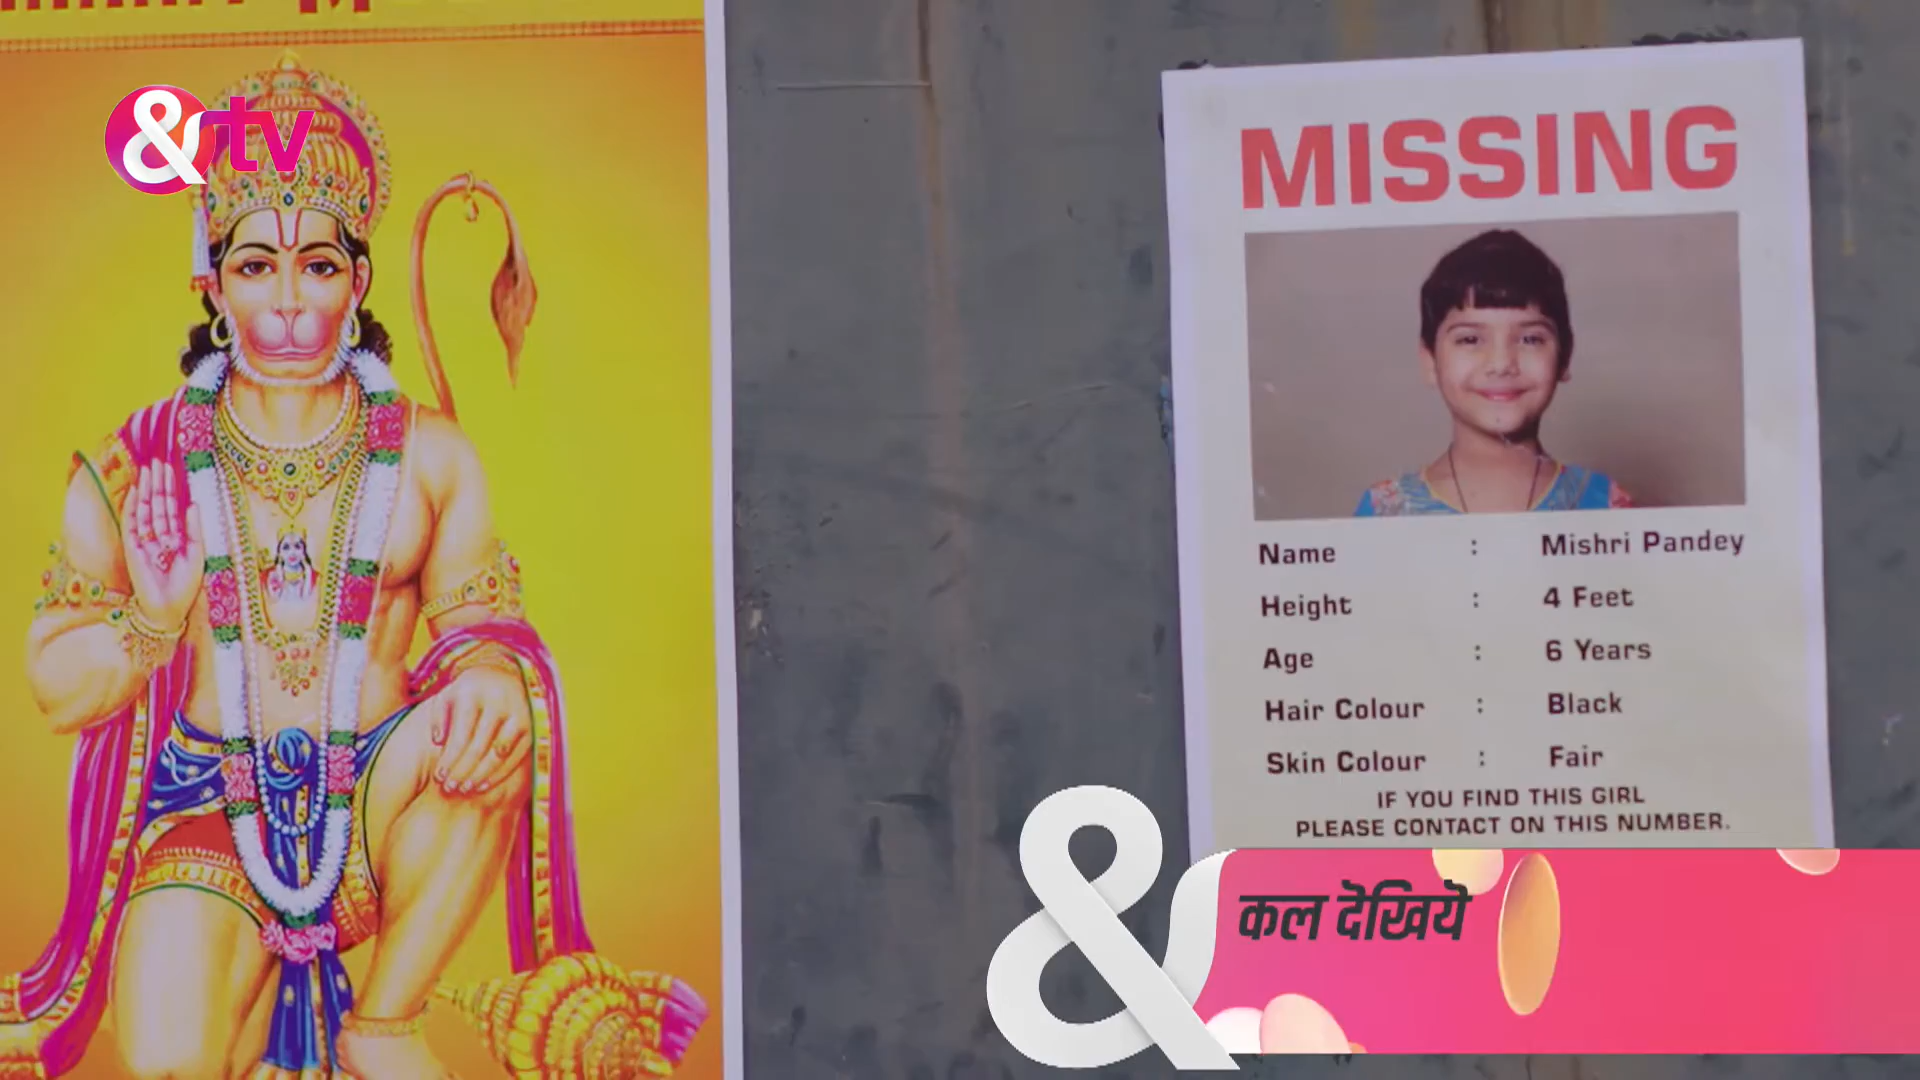 &tv
MISSING
Name : Mishri Pandey
Height : 4 Feet
Age : 6 Years
Hair Colour : Black
Skin Colour : Fair
IF YOU FIND THIS GIRL
PLEASE CONTACT ON THIS NUMBER.
&
कल देखिये